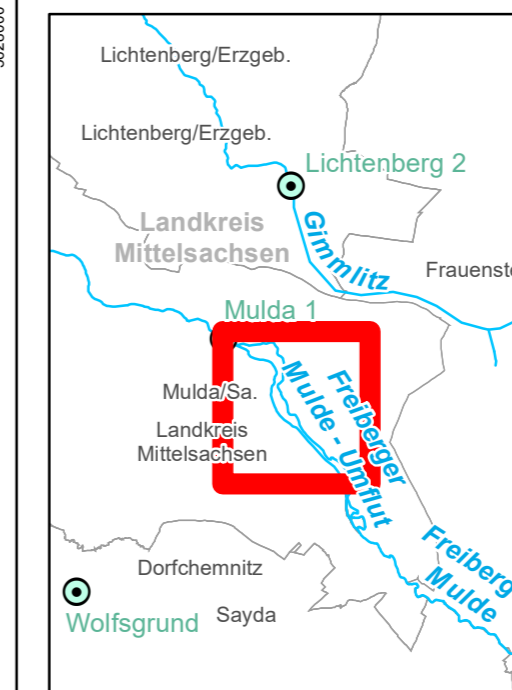 Lichtenberg/Erzgeb.
Lichtenberg/Erzgeb.
Lichtenberg 2
Landkreis
Mittelsachsen
Gimmlitz
Frauenst
Mulda 1
Mulda/Sa.
Landkreis
Mittelsachsen
Freiberger
Mulde - Umflut
Dorfchemnitz
Freiberg
Mulde
Wolfsgrund
Sayda